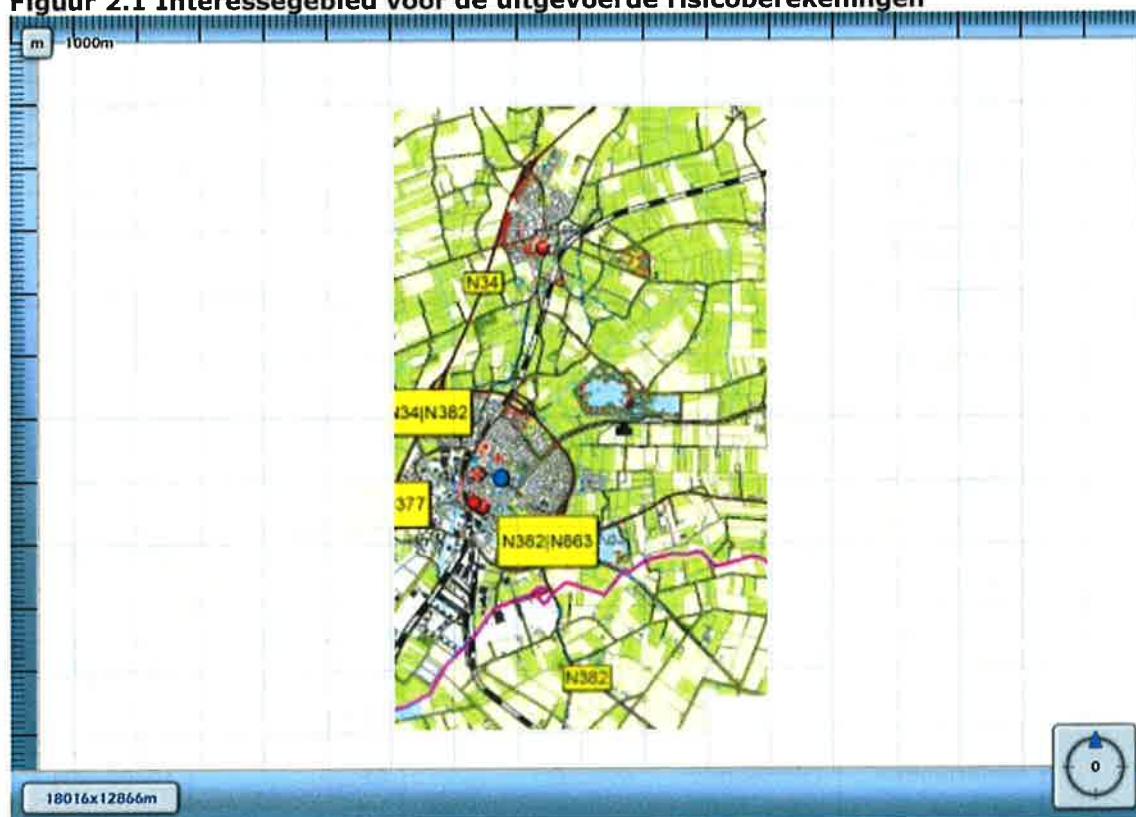 Figuur 2.1 Interessegebied voor de uitgevoerde risicoberekeningen
m
1000m
N34
N34|N382
377
N382|N863
N382
18016x12866m
0